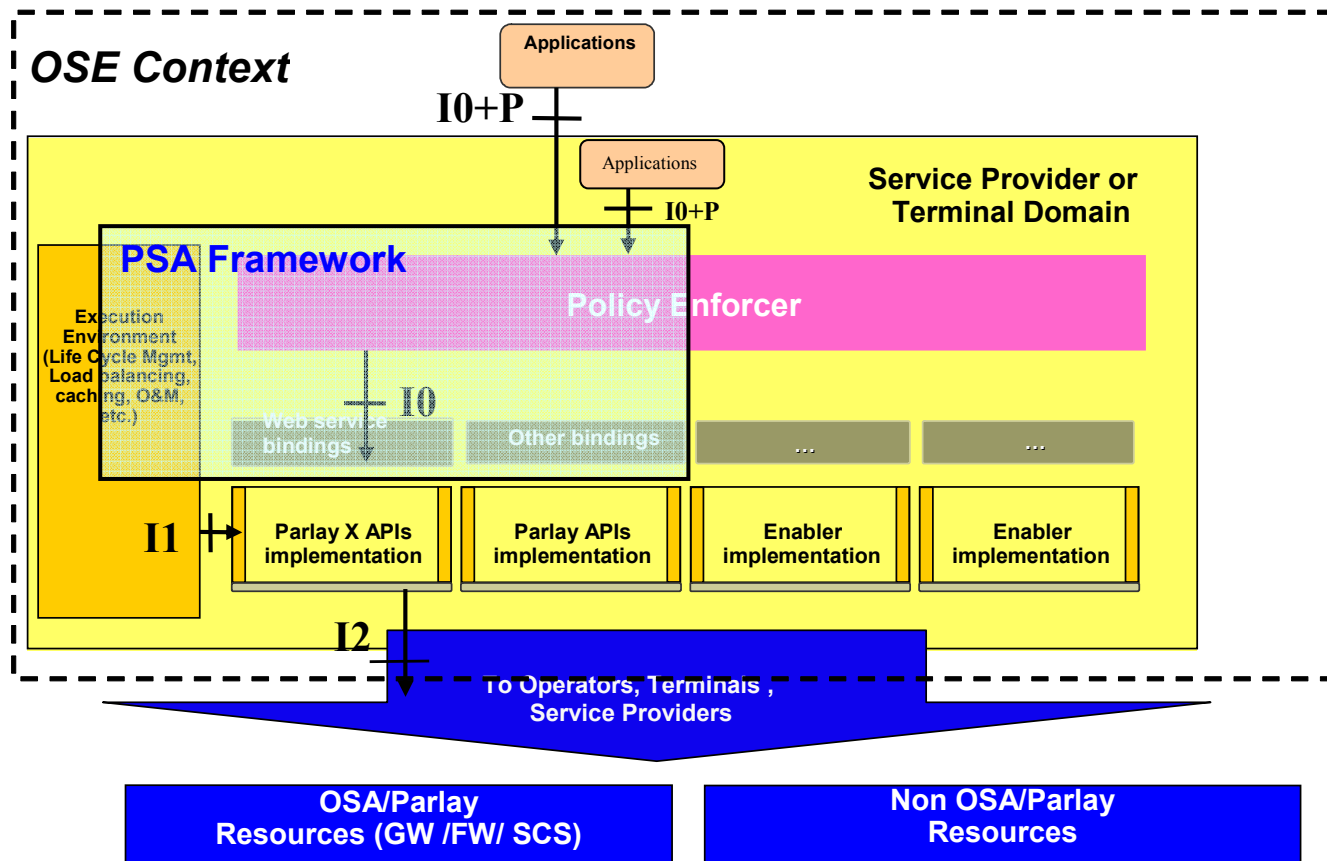 OSE Context
Applications
I0+P
Applications
I0+P
Service Provider or
Terminal Domain
PSA Framework
Policy Enforcer
Execution
Environment
(Life Cycle Mgmt,
Load balancing,
caching, O&M,
etc.)
I0
Web service
bindings
Other bindings
...
...
I1
Parlay X APIs
implementation
Parlay APIs
implementation
Enabler
implementation
Enabler
implementation
I2
To Operators, Terminals ,
Service Providers
OSA/Parlay
Resources (GW /FW/ SCS)
Non OSA/Parlay
Resources